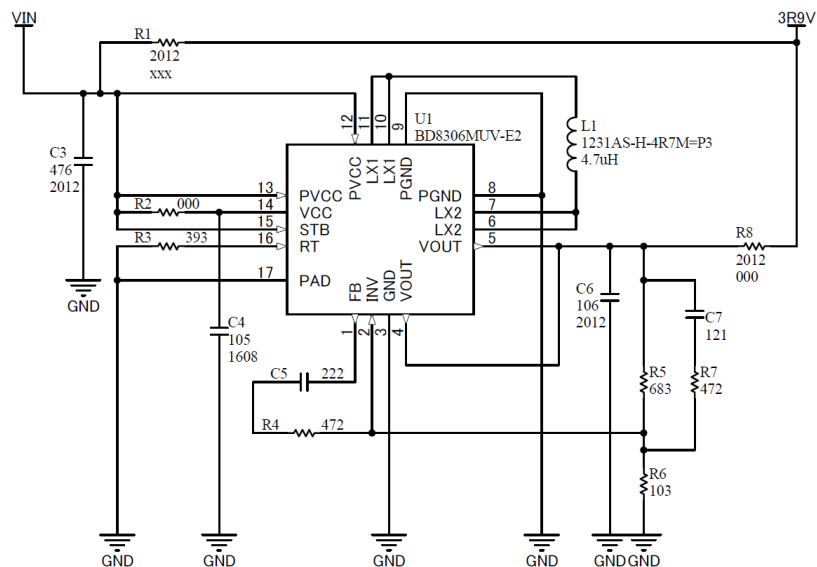 VIN
3R9V
R1
2012
xxx
U1
BD8306MUV-E2
12
11
10
9
PVCC
LX1
LX1
PGND
L1
1231AS-H-4R7M=P3
4.7uH
C3
476
2012
13
PVCC
PGND
8
R2
000
14
VCC
LX2
7
15
STB
LX2
6
R3
393
16
RT
VOUT
5
R8
2012
000
17
PAD
FB
INV
GND
VOUT
GND
C6
106
2012
C7
121
C4
105
1608
1
2
3
4
C5
222
R5
683
R7
472
R4
472
R6
103
GND
GND
GND
GND
GND
GND